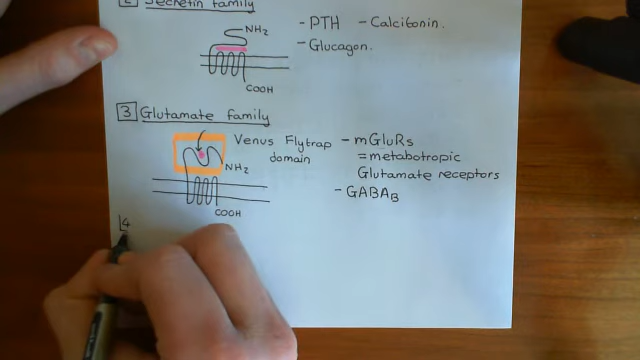 2 Secretin family
NH2
- PTH - Calcitonin.
- Glucagon.
COOH
3 Glutamate family
Venus Flytrap
domain
NH2
COOH
- mGluRs
= metabotropic
Glutamate receptors
- GABAB
4